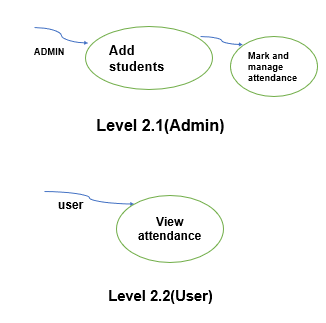 ADMIN
Add
students
Mark and
manage
attendance
Level 2.1(Admin)
user
View
attendance
Level 2.2(User)